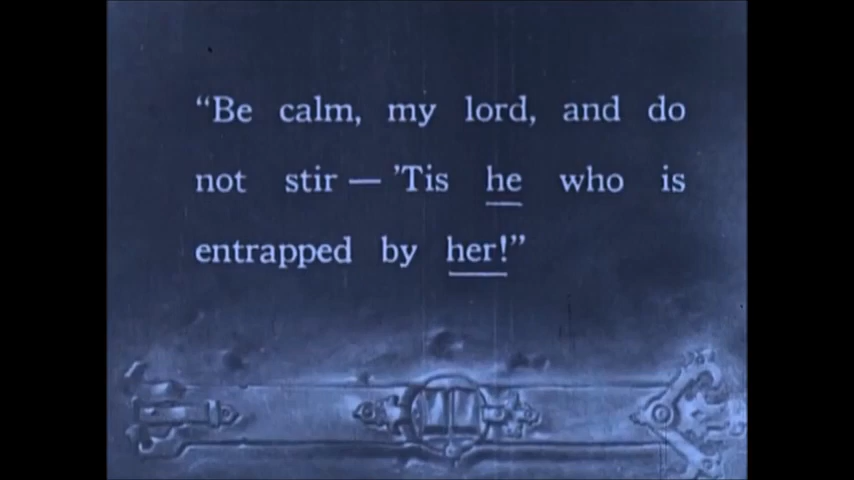 “Be calm, my lord, and do
not stir — ’Tis he who is
entrapped by her!”